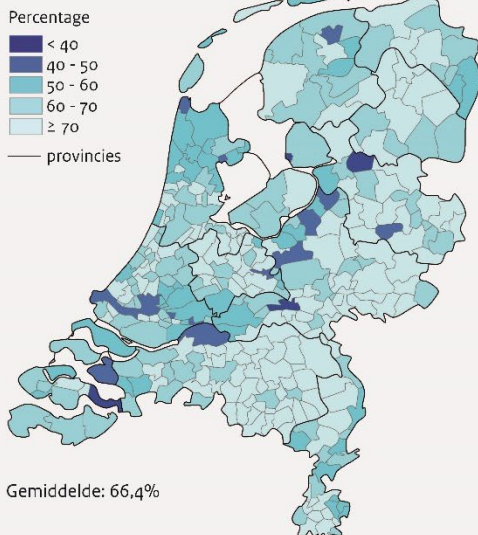 Percentage
< 40
40 - 50
50 - 60
60 - 70
≥ 70
provincies
Gemiddelde: 66,4%